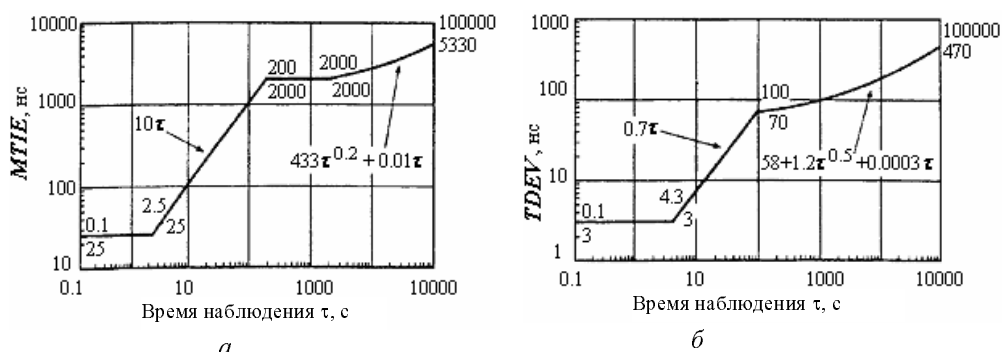 10000
1000
100
10
MTIE, нс
0.1
25
2.5
25
10τ
200
2000
2000
2000
433τ^0.2 + 0.01τ
100000
5330
0.1 10 1000 10000
Время наблюдения τ, с
а
1000
100
10
1
TDEV, нс
0.1
3
4.3
3
0.7τ
100
70
58+1.2τ^0.5+0.0003 τ
100000
470
0.1 10 1000 10000
Время наблюдения τ, с
б